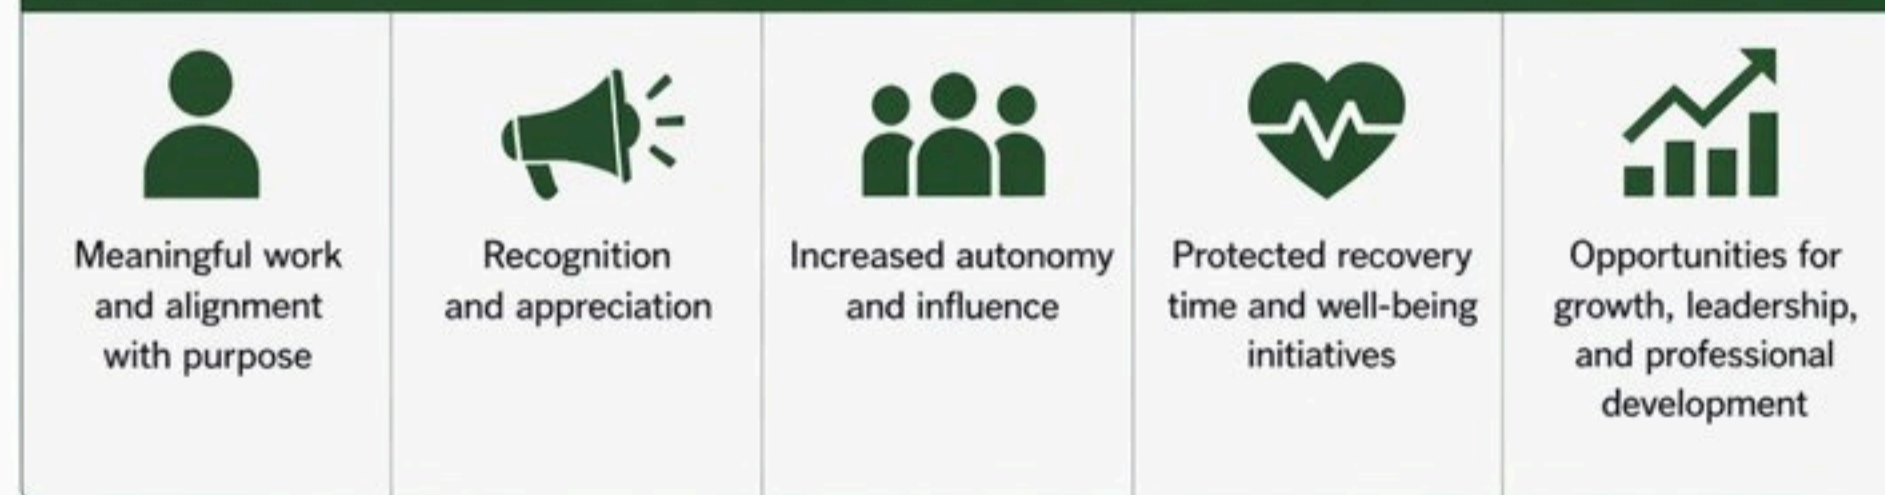 Meaningful work
and alignment
with purpose
Recognition
and appreciation
Increased autonomy
and influence
Protected recovery
time and well-being
initiatives
Opportunities for
growth, leadership,
and professional
development